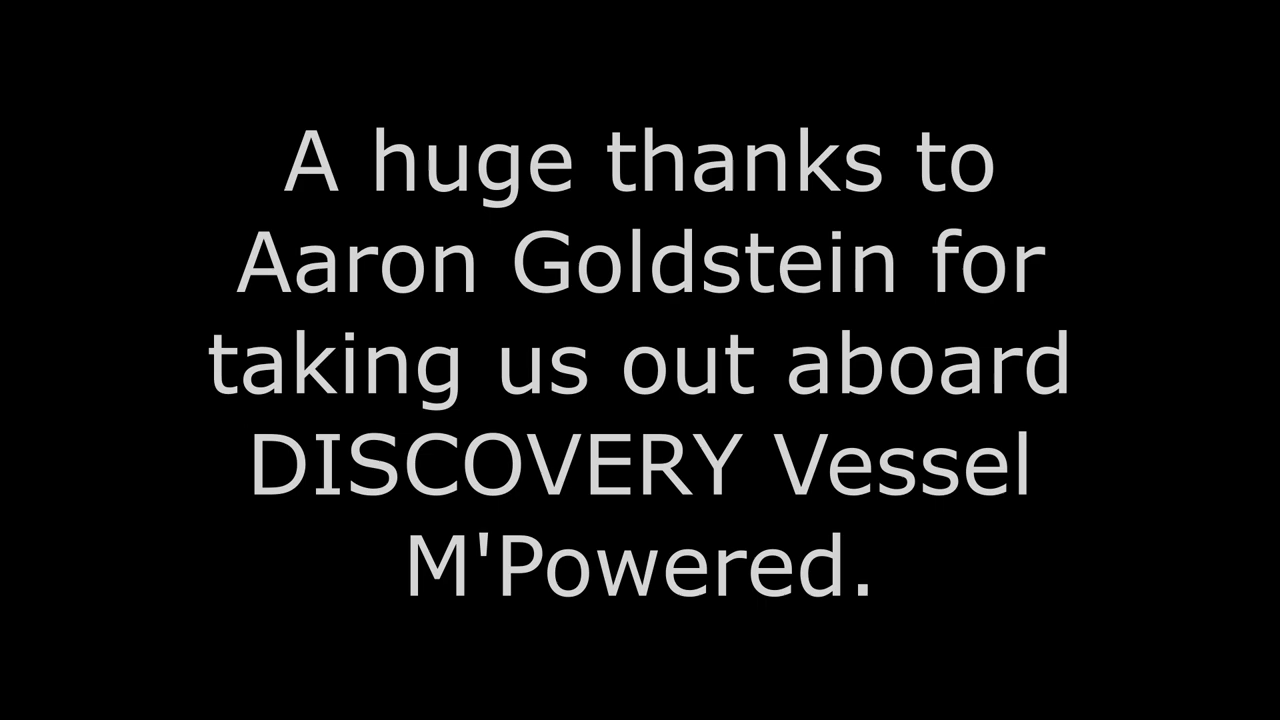 A huge thanks to
Aaron Goldstein for
taking us out aboard
DISCOVERY Vessel
M'Powered.